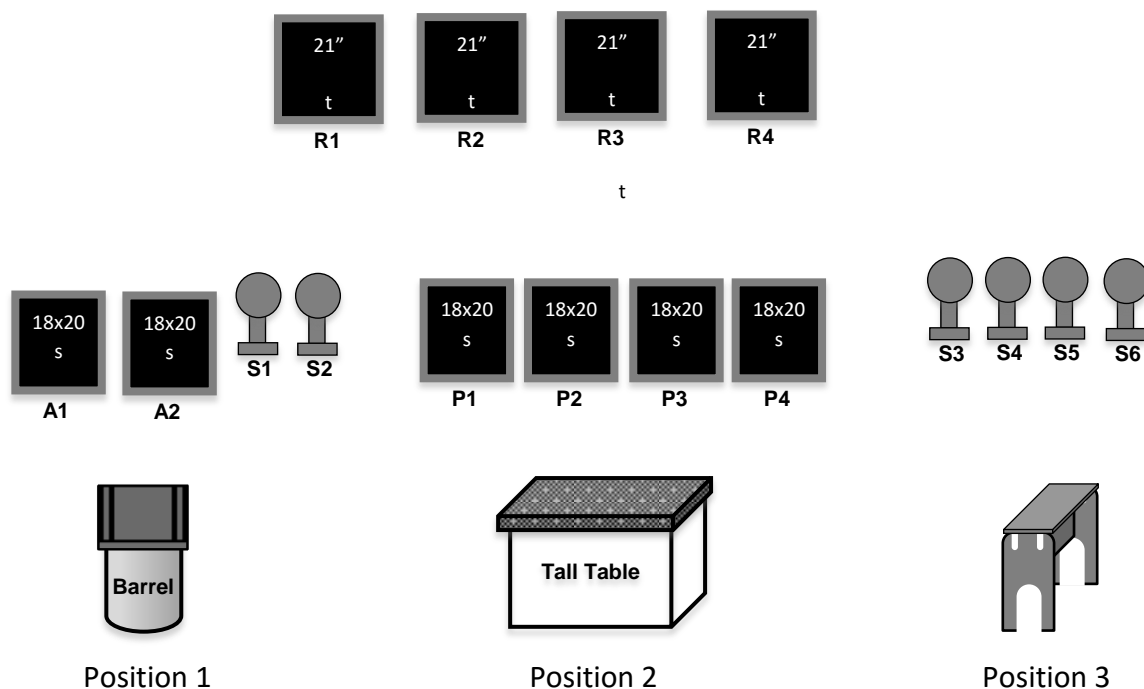 21” 21” 21” 21”
t t t t
R1 R2 R3 R4
t
18x20 18x20 18x20 18x20 18x20 18x20
s s s s s s
S1 S2 S3 S4 S5 S6
A1 A2 P1 P2 P3 P4
Barrel Tall Table
Position 1 Position 2 Position 3